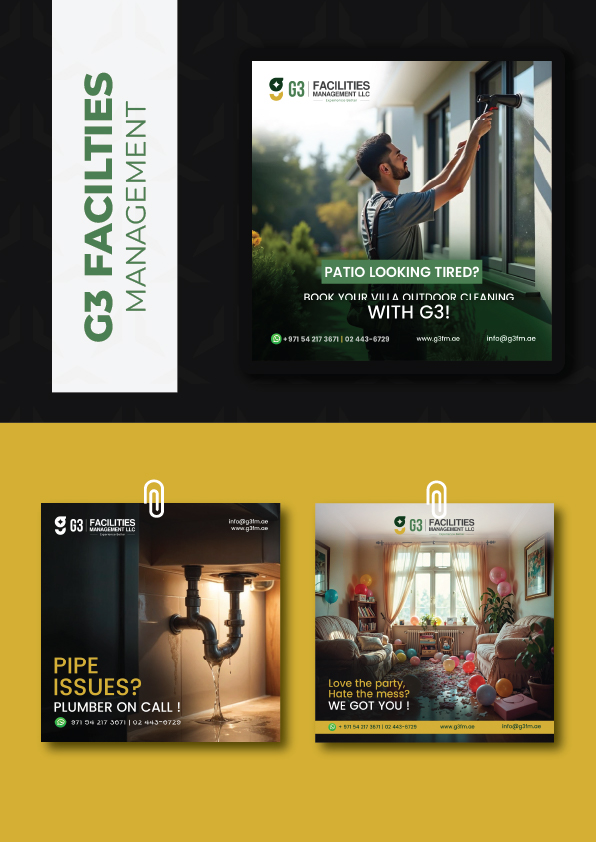 G3 FACILTIES
MANAGEMENT
G3 FACILITIES
MANAGEMENT LLC
Experience Better
PATIO LOOKING TIRED?
BOOK YOUR VILLA OUTDOOR CLEANING
WITH G3!
+971 54 217 3671 | 02 443-6729 www.g3fm.ae info@g3fm.ae
G3 FACILITIES
MANAGEMENT LLC
Experience Better
info@g3fm.ae
www.g3fm.ae
PIPE
ISSUES?
PLUMBER ON CALL !
971 54 217 3671 | 02 443-6729
G3 FACILITIES
MANAGEMENT LLC
Experience Better
Love the party,
Hate the mess?
WE GOT YOU !
+ 971 54 217 3671 | 02 443-6729 www.g3fm.ae info@g3fm.ae